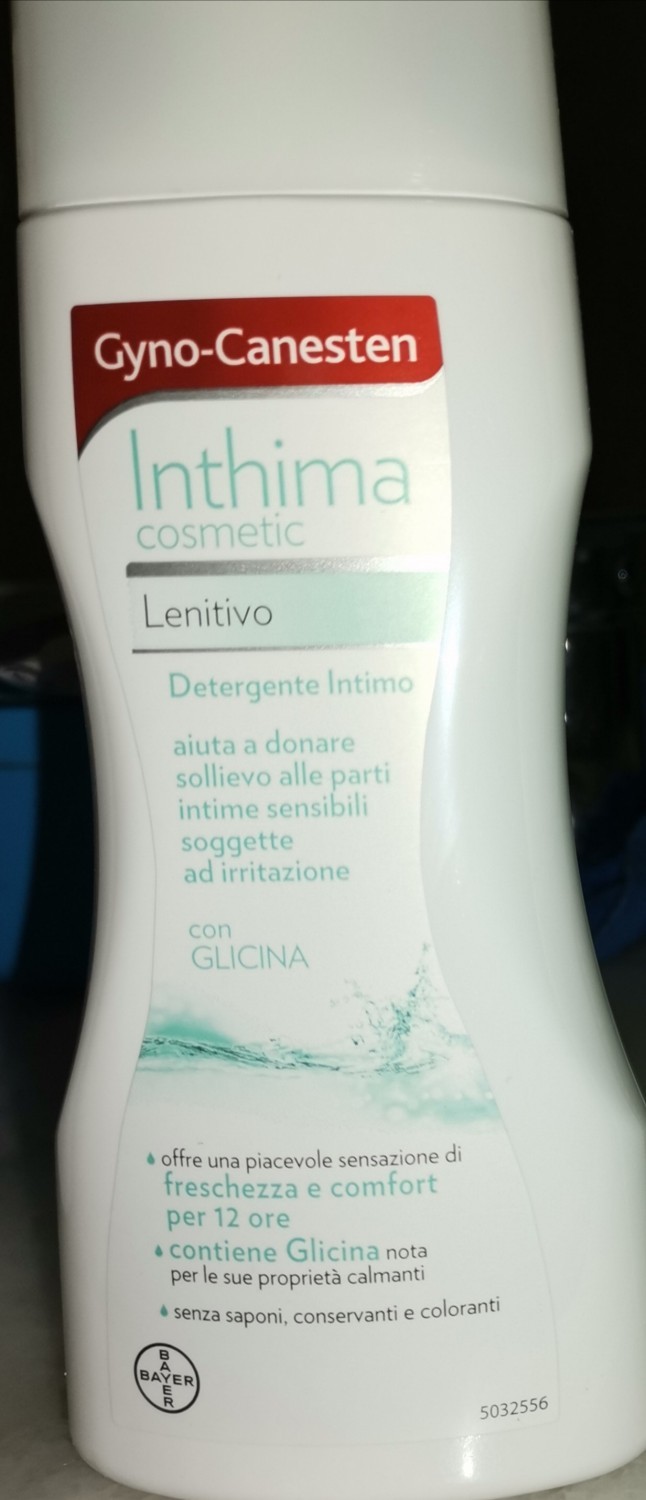 Gyno-Canesten
Inthima
cosmetic
Lenitivo
Detergente Intimo
aiuta a donare
sollievo alle parti
intime sensibili
soggette
ad irritazione
con
GLICINA
offre una piacevole sensazione di
freschezza e comfort
per 12 ore
contiene Glicina nota
per le sue proprietà calmanti
senza saponi, conservanti e coloranti
BAYER
BAYER
5032556